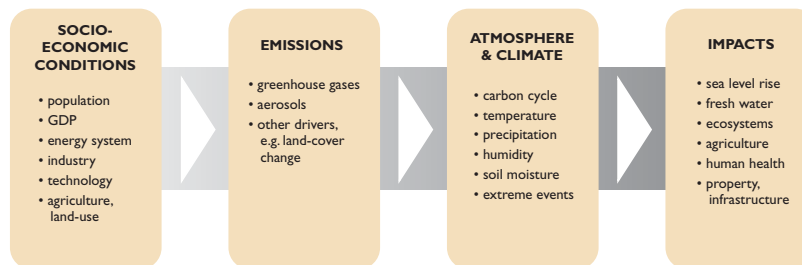 SOCIO-
ECONOMIC
CONDITIONS
• population
• GDP
• energy system
• industry
• technology
• agriculture,
land-use
EMISSIONS
• greenhouse gases
• aerosols
• other drivers,
e.g. land-cover
change
ATMOSPHERE
& CLIMATE
• carbon cycle
• temperature
• precipitation
• humidity
• soil moisture
• extreme events
IMPACTS
• sea level rise
• fresh water
• ecosystems
• agriculture
• human health
• property,
infrastructure